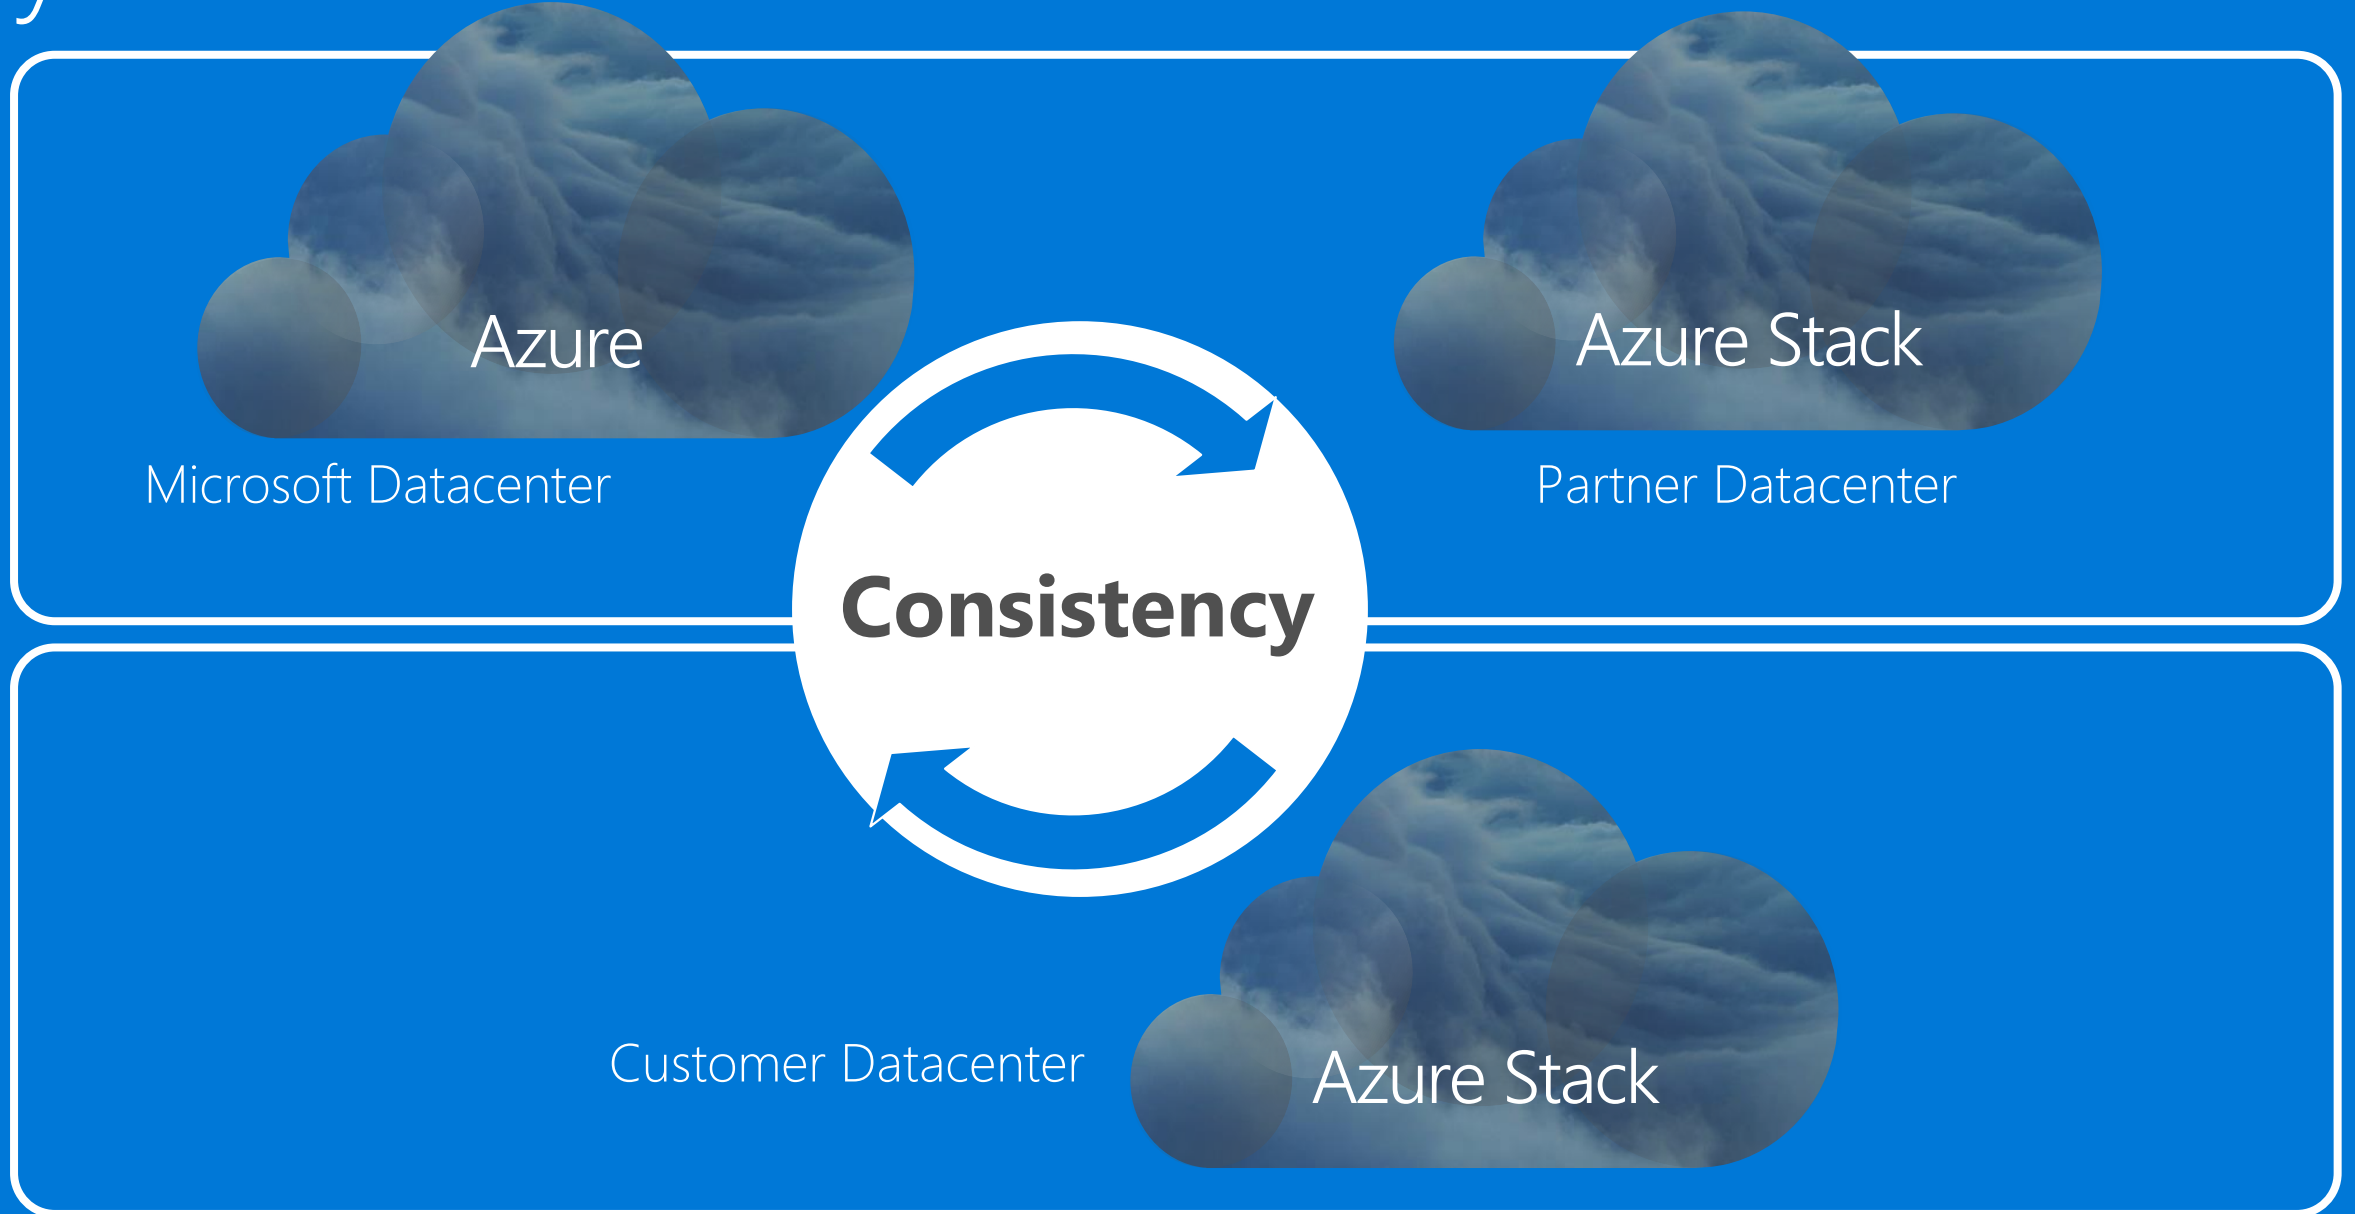 Azure
Azure Stack
Microsoft Datacenter
Partner Datacenter
Consistency
Customer Datacenter
Azure Stack